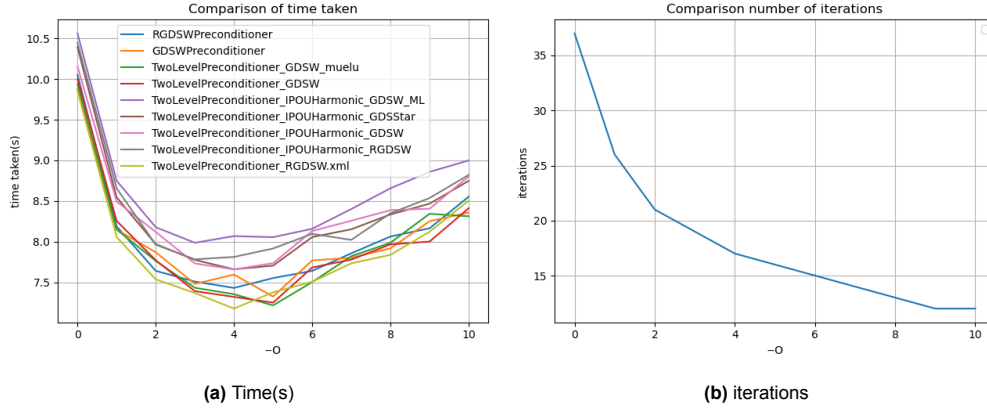 Comparison of time taken
10.5
10.0
9.5
9.0
8.5
8.0
7.5
time taken(s)
RGDSWPreconditioner
GDSWPreconditioner
TwoLevelPreconditioner_GDSW_muelu
TwoLevelPreconditioner_GDSW
TwoLevelPreconditioner_IPOUHarmonic_GDSW_ML
TwoLevelPreconditioner_IPOUHarmonic_GDSStar
TwoLevelPreconditioner_IPOUHarmonic_GDSW
TwoLevelPreconditioner_IPOUHarmonic_RGDSW
TwoLevelPreconditioner_RGDSW.xml
0 2 4 6 8 10
--O
(a) Time(s)
Comparison number of iterations
35
30
25
20
15
iterations
0 2 4 6 8 10
--O
(b) iterations